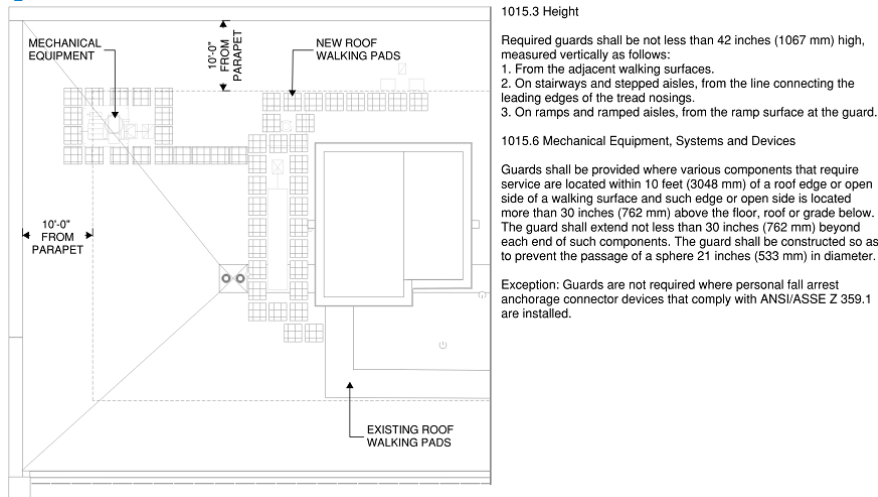 MECHANICAL
EQUIPMENT
10'-0"
FROM
PARAPET
NEW ROOF
WALKING PADS
10'-0"
FROM
PARAPET
EXISTING ROOF
WALKING PADS
1015.3 Height
Required guards shall be not less than 42 inches (1067 mm) high,
measured vertically as follows:
1. From the adjacent walking surfaces.
2. On stairways and stepped aisles, from the line connecting the
leading edges of the tread nosings.
3. On ramps and ramped aisles, from the ramp surface at the guard.
1015.6 Mechanical Equipment, Systems and Devices
Guards shall be provided where various components that require
service are located within 10 feet (3048 mm) of a roof edge or open
side of a walking surface and such edge or open side is located
more than 30 inches (762 mm) above the floor, roof or grade below.
The guard shall extend not less than 30 inches (762 mm) beyond
each end of such components. The guard shall be constructed so as
to prevent the passage of a sphere 21 inches (533 mm) in diameter.
Exception: Guards are not required where personal fall arrest
anchorage connector devices that comply with ANSI/ASSE Z 359.1
are installed.